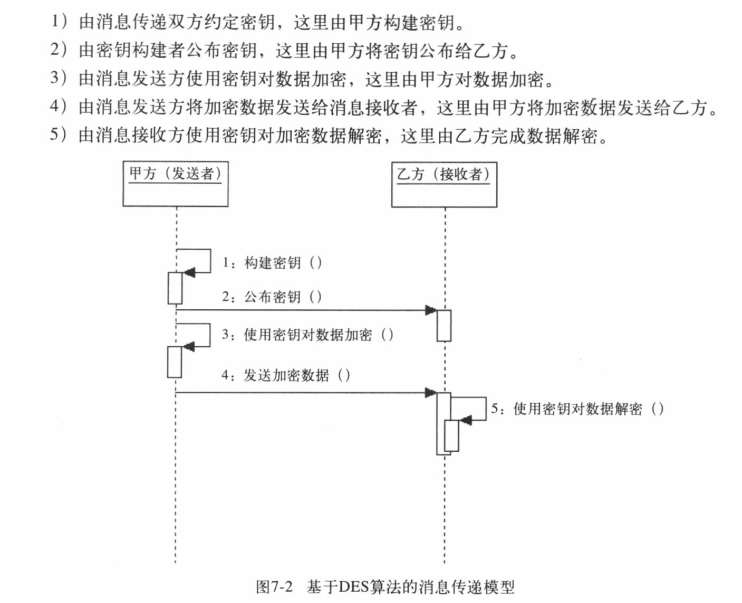 1）由消息传递双方约定密钥，这里由甲方构建密钥。
2）由密钥构建者公布密钥，这里由甲方将密钥公布给乙方。
3）由消息发送方使用密钥对数据加密，这里由甲方对数据加密。
4）由消息发送方将加密数据发送给消息接收者，这里由甲方将加密数据发送给乙方。
5）由消息接收方使用密钥对加密数据解密，这里由乙方完成数据解密。
甲方（发送者）
乙方（接收者）
1：构建密钥（）
2：公布密钥（）
3：使用密钥对数据加密（）
4：发送加密数据（）
5：使用密钥对数据解密（）
图7-2 基于DES算法的消息传递模型